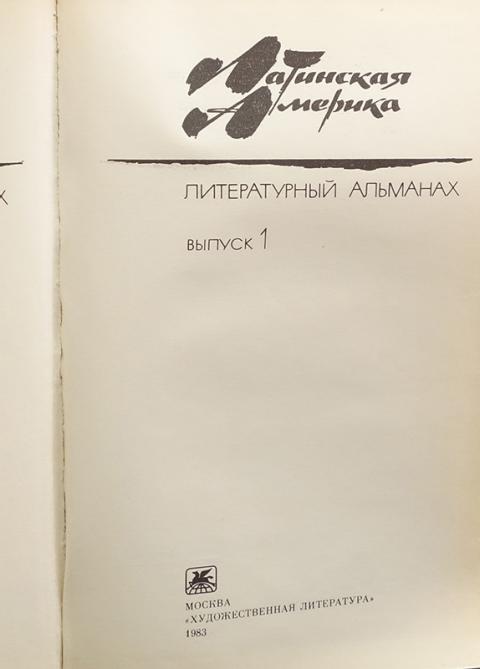 Х
Латинская
Америка
ЛИТЕРАТУРНЫЙ АЛЬМАНАХ
ВЫПУСК 1
МОСКВА
«ХУДОЖЕСТВЕННАЯ ЛИТЕРАТУРА»
1983